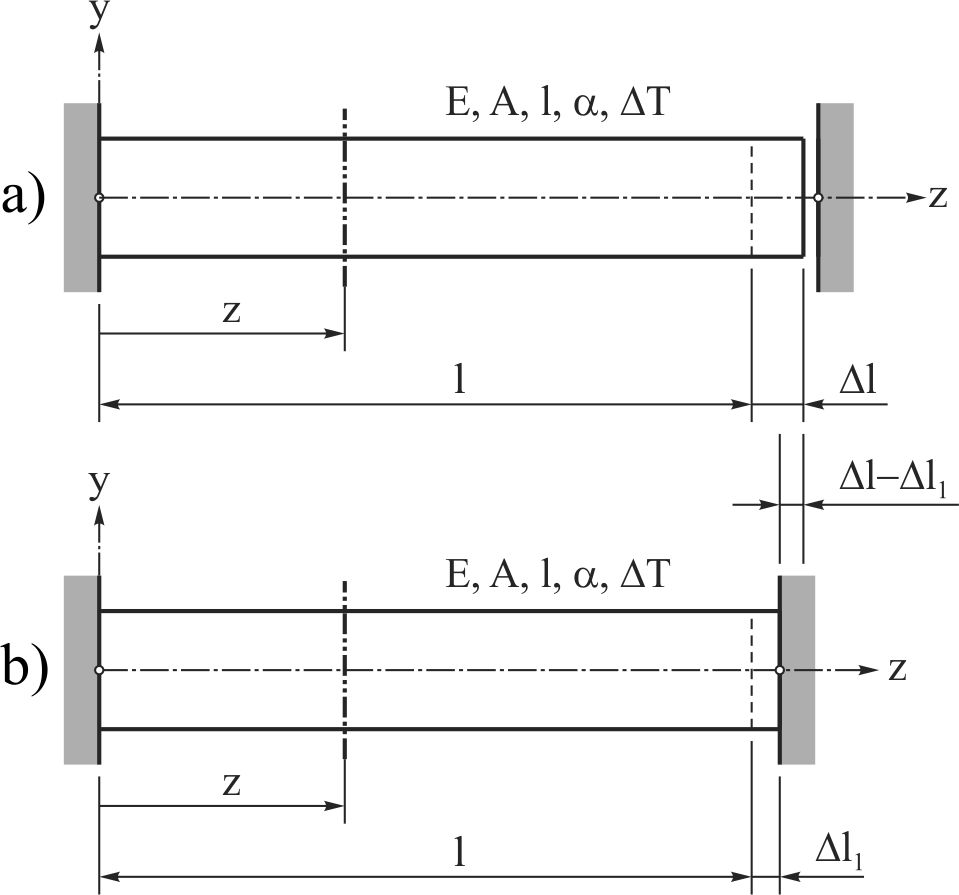 y
E, A, l, α, ΔT
a)
z
z
l
Δl
Δl–Δl₁
y
E, A, l, α, ΔT
b)
z
z
l
Δl₁